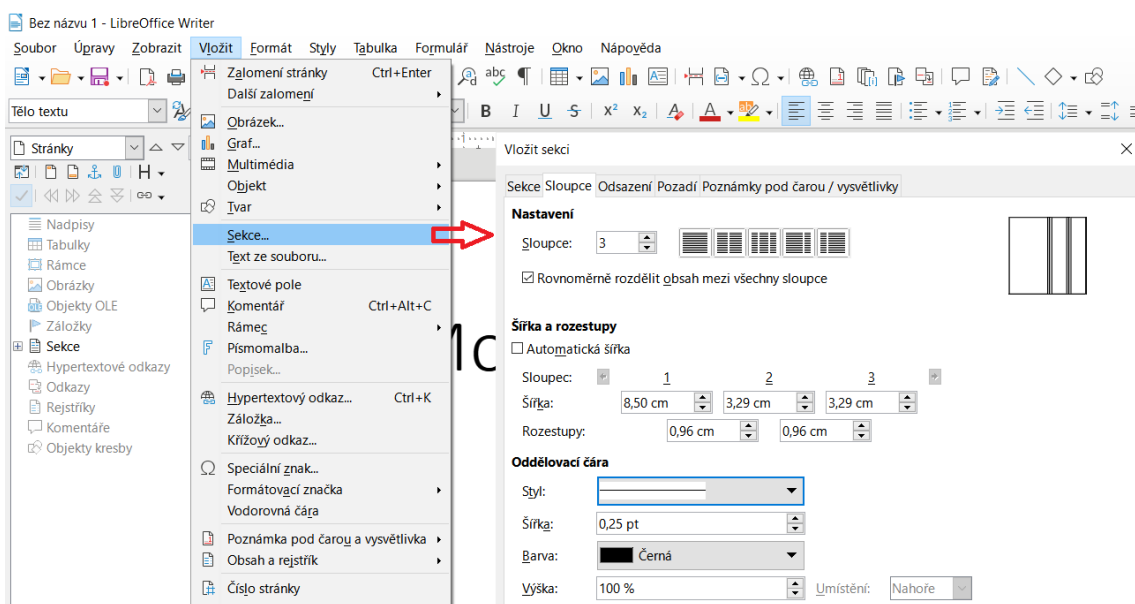 Bez názvu 1 - LibreOffice Writer
Soubor Úpravy Zobrazit Vložit Formát Styly Tabulka Formulář Nástroje Okno Nápověda
Tělo textu
Stránky
Nadpisy
Tabulky
Rámce
Obrázky
Objekty OLE
Záložky
Sekce
Hypertextové odkazy
Odkazy
Rejstříky
Komentáře
Objekty kresby
Zalomení stránky Ctrl+Enter
Další zalomení
Obrázek...
Graf...
Multimédia
Objekt
Tvar
Sekce...
Text ze souboru...
Textové pole
Komentář Ctrl+Alt+C
Rámec
Písmomalba...
Popisek...
Hypertextový odkaz... Ctrl+K
Záložka...
Křížový odkaz...
Speciální znak...
Formátovací značka
Vodorovná čára
Poznámka pod čarou a vysvětlivka
Obsah a rejstřík
Číslo stránky
Vložit sekci
Sekce Sloupce Odsazení Pozadí Poznámky pod čarou / vysvětlivky
Nastavení
Sloupce: 3
Rovnoměrně rozdělit obsah mezi všechny sloupce
Šířka a rozestupy
Automatická šířka
Sloupec: 1 2 3
Šířka: 8,50 cm 3,29 cm 3,29 cm
Rozestupy: 0,96 cm 0,96 cm
Oddělovací čára
Styl:
Šířka: 0,25 pt
Barva: Černá
Výška: 100 % Umístění: Nahoře